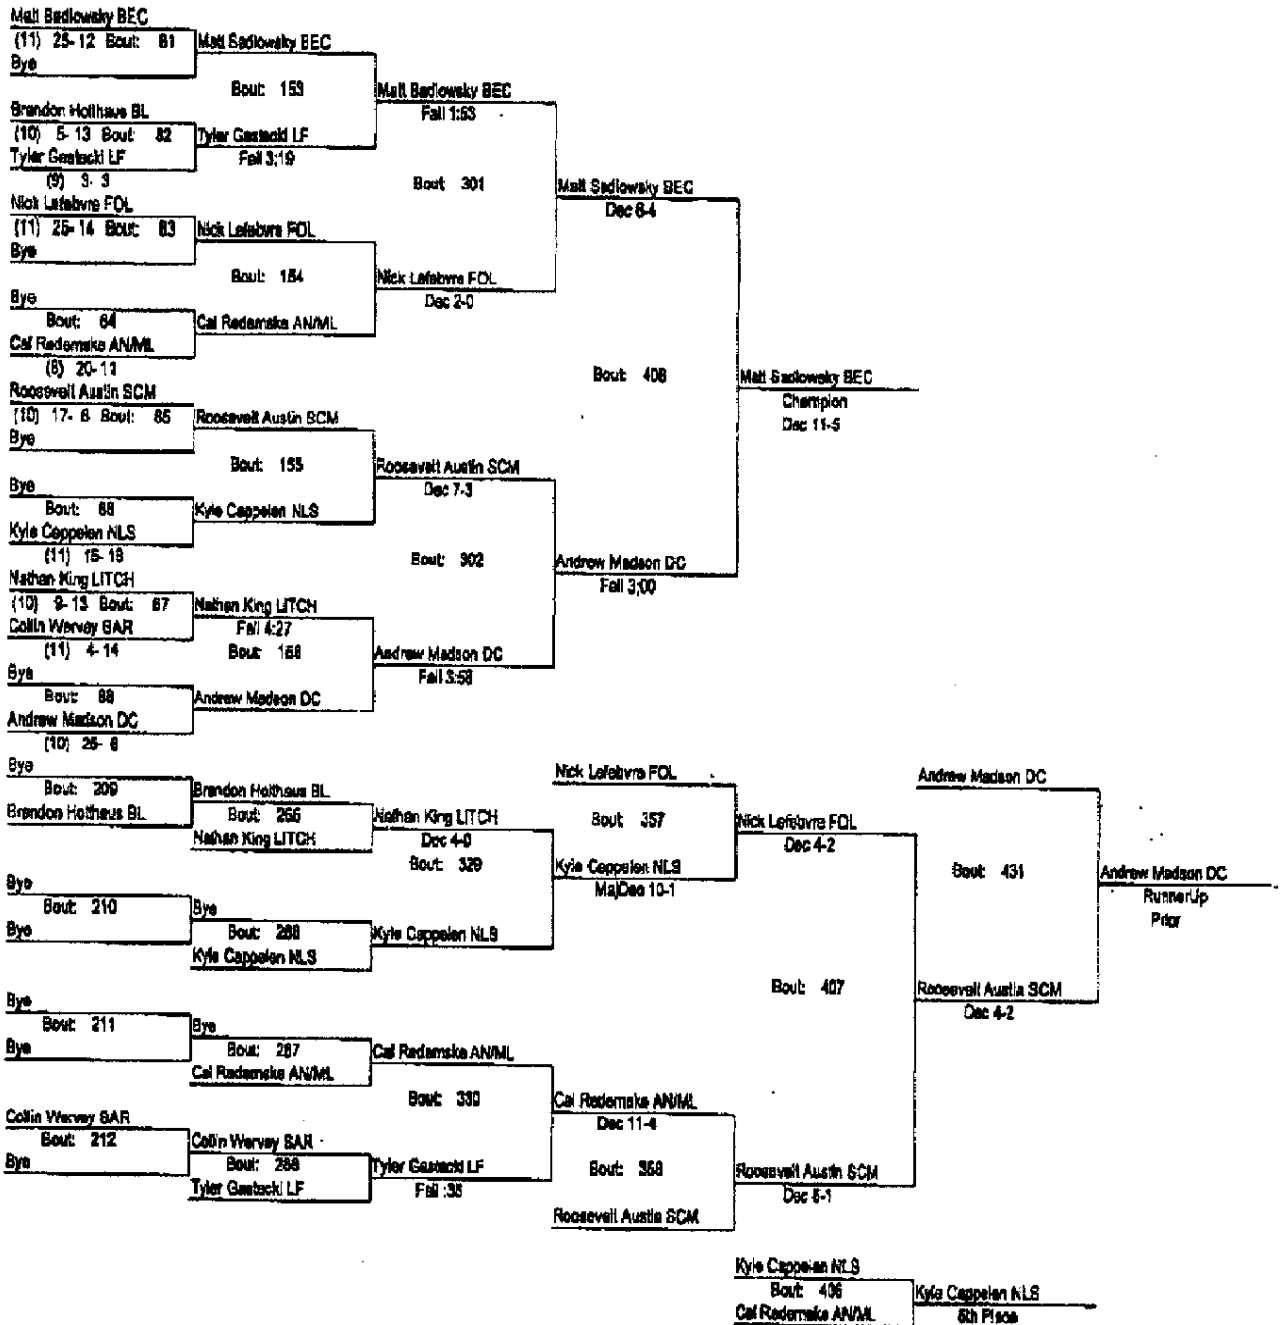 Matt Sadlowsky BEC
(11) 25-12 Bout: 81
Bye
Matt Sadlowsky BEC
Bout: 153
Brandon Holthaus BL
(10) 5-13 Bout: 82
Tyler Gastecki LF
(9) 3-3
Tyler Gastecki LF
Fall 3:19
Matt Sadlowsky BEC
Fall 1:53
Bout: 301
Nick Lefebvre FOL
(11) 25-14 Bout: 83
Bye
Nick Lefebvre FOL
Bout: 154
Bye
Bout: 84
Cal Redemske AN/ML
20-11
Cal Redemske AN/ML
Nick Lefebvre FOL
Dec 2-0
Matt Sadlowsky BEC
Dec 6-4
Bout: 408
Matt Sadlowsky BEC
Champion
Dec 11-5
Roosevelt Austin SCM
(10) 17-6 Bout: 85
Bye
Roosevelt Austin SCM
Bout: 155
Bye
Bout: 86
Kyle Cappelen NLS
(11)
Kyle Cappelen NLS
Roosevelt Austin SCM
Dec 7-3
Bout: 302
Nathan King LITCH
(10) 9-13 Bout: 87
Collin Wervey SAR
(11) 4-14
Nathan King LITCH
Fall 4:27
Bout: 156
Bye
Bout: 88
Andrew Madson DC
(10)
Andrew Madson DC
Andrew Madson DC
Fall 3:58
Andrew Madson DC
Fall 3:00
Bye
Bout: 209
Brandon Holthaus BL
Brandon Holthaus BL
Bout: 265
Nathan King LITCH
Nathan King LITCH
Dec 4-0
Bout: 329
Bye
Bout: 210
Bye
Bye
Bout: 266
Kyle Cappelen NLS
Kyle Cappelen NLS
Nick Lefebvre FOL
Bout: 357
Kyle Cappelen NLS
MajDec 10-1
Nick Lefebvre FOL
Dec 4-2
Bout: 407
Bye
Bout: 211
Bye
Bye
Bout: 267
Cal Redemske AN/ML
Cal Redemske AN/ML
Bout: 330
Collin Wervey SAR
Bout: 212
Bye
Collin Wervey SAR
Bout: 268
Tyler Gastecki LF
Tyler Gastecki LF
Fall :35
Cal Redemske AN/ML
Dec 11-4
Bout: 358
Roosevelt Austin SCM
Roosevelt Austin SCM
Andrew Madson DC
Bout: 431
Roosevelt Austin SCM
Dec 4-2
Andrew Madson DC
RunnerUp
Prior
Kyle Cappelen NLS
Bout: 406
Cal Redemske AN/ML
Kyle Cappelen NLS
5th Place